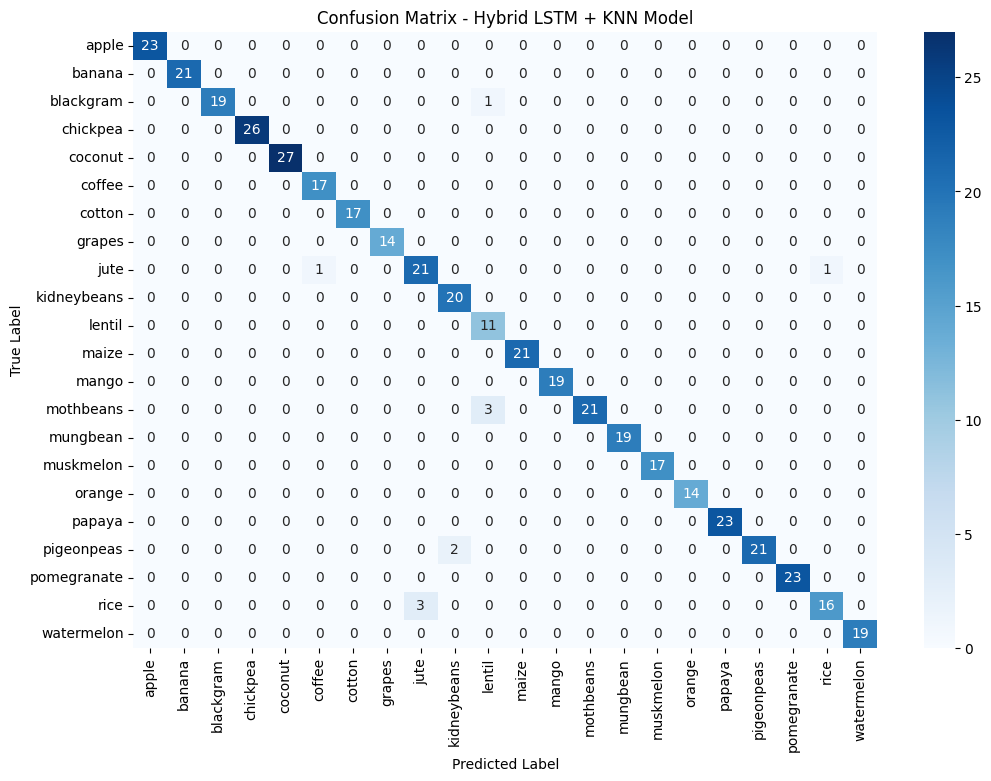 Confusion Matrix - Hybrid LSTM + KNN Model
True Label
apple 23 0 0 0 0 0 0 0 0 0 0 0 0 0 0 0 0 0 0 0 0 0
banana 0 21 0 0 0 0 0 0 0 0 0 0 0 0 0 0 0 0 0 0 0 0
blackgram 0 0 19 0 0 0 0 0 0 0 1 0 0 0 0 0 0 0 0 0 0 0
chickpea 0 0 0 26 0 0 0 0 0 0 0 0 0 0 0 0 0 0 0 0 0 0
coconut 0 0 0 0 27 0 0 0 0 0 0 0 0 0 0 0 0 0 0 0 0 0
coffee 0 0 0 0 0 17 0 0 0 0 0 0 0 0 0 0 0 0 0 0 0 0
cotton 0 0 0 0 0 0 17 0 0 0 0 0 0 0 0 0 0 0 0 0 0 0
grapes 0 0 0 0 0 0 0 14 0 0 0 0 0 0 0 0 0 0 0 0 0 0
jute 0 0 0 0 0 1 0 0 21 0 0 0 0 0 0 0 0 0 0 0 1 0
kidneybeans 0 0 0 0 0 0 0 0 0 20 0 0 0 0 0 0 0 0 0 0 0 0
lentil 0 0 0 0 0 0 0 0 0 0 11 0 0 0 0 0 0 0 0 0 0 0
maize 0 0 0 0 0 0 0 0 0 0 0 21 0 0 0 0 0 0 0 0 0 0
mango 0 0 0 0 0 0 0 0 0 0 0 0 19 0 0 0 0 0 0 0 0 0
mothbeans 0 0 0 0 0 0 0 0 0 0 3 0 0 21 0 0 0 0 0 0 0 0
mungbean 0 0 0 0 0 0 0 0 0 0 0 0 0 0 19 0 0 0 0 0 0 0
muskmelon 0 0 0 0 0 0 0 0 0 0 0 0 0 0 0 17 0 0 0 0 0 0
orange 0 0 0 0 0 0 0 0 0 0 0 0 0 0 0 0 14 0 0 0 0 0
papaya 0 0 0 0 0 0 0 0 0 0 0 0 0 0 0 0 0 23 0 0 0 0
pigeonpeas 0 0 0 0 0 0 0 0 0 2 0 0 0 0 0 0 0 0 21 0 0 0
pomegranate 0 0 0 0 0 0 0 0 0 0 0 0 0 0 0 0 0 0 0 23 0 0
rice 0 0 0 0 0 0 0 0 3 0 0 0 0 0 0 0 0 0 0 0 16 0
watermelon 0 0 0 0 0 0 0 0 0 0 0 0 0 0 0 0 0 0 0 0 0 19
apple banana blackgram chickpea coconut coffee cotton grapes jute kidneybeans lentil maize mango mothbeans mungbean muskmelon orange papaya pigeonpeas pomegranate rice watermelon
Predicted Label
25
20
15
10
5
0